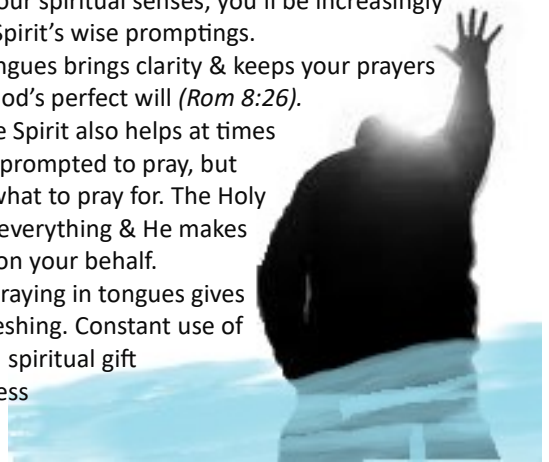 our spiritual senses, you'll be increasingly
Spirit's wise promptings.
ngues brings clarity & keeps your prayers
od's perfect will (Rom 8:26).
e Spirit also helps at times
prompted to pray, but
what to pray for. The Holy
everything & He makes
on your behalf.
raying in tongues gives
eshing. Constant use of
spiritual gift
ess